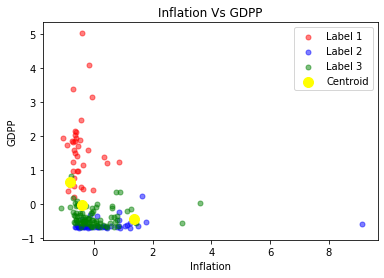 Inflation Vs GDPP
Label 1
Label 2
Label 3
Centroid
GDPP
5
4
3
2
1
0
−1
0 2 4 6 8
Inflation